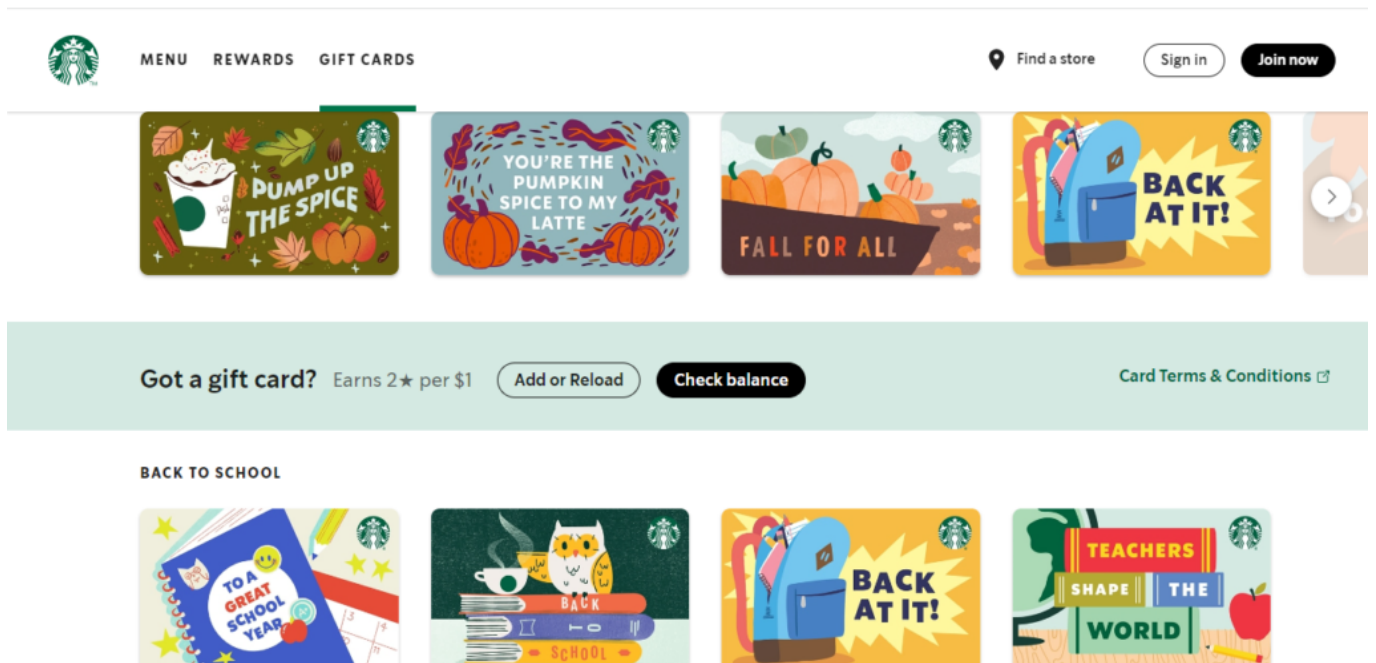 MENU REWARDS GIFT CARDS Find a store Sign in Join now
PUMP UP
THE SPICE
YOU'RE THE
PUMPKIN
SPICE TO MY
LATTE
FALL FOR ALL
BACK
AT IT!
Got a gift card? Earns 2★ per $1 Add or Reload Check balance Card Terms & Conditions
BACK TO SCHOOL
TO A
GREAT
SCHOOL
YEAR
3 4
BACK
TO
SCHOOL
BACK
AT IT!
TEACHERS
SHAPE THE
WORLD